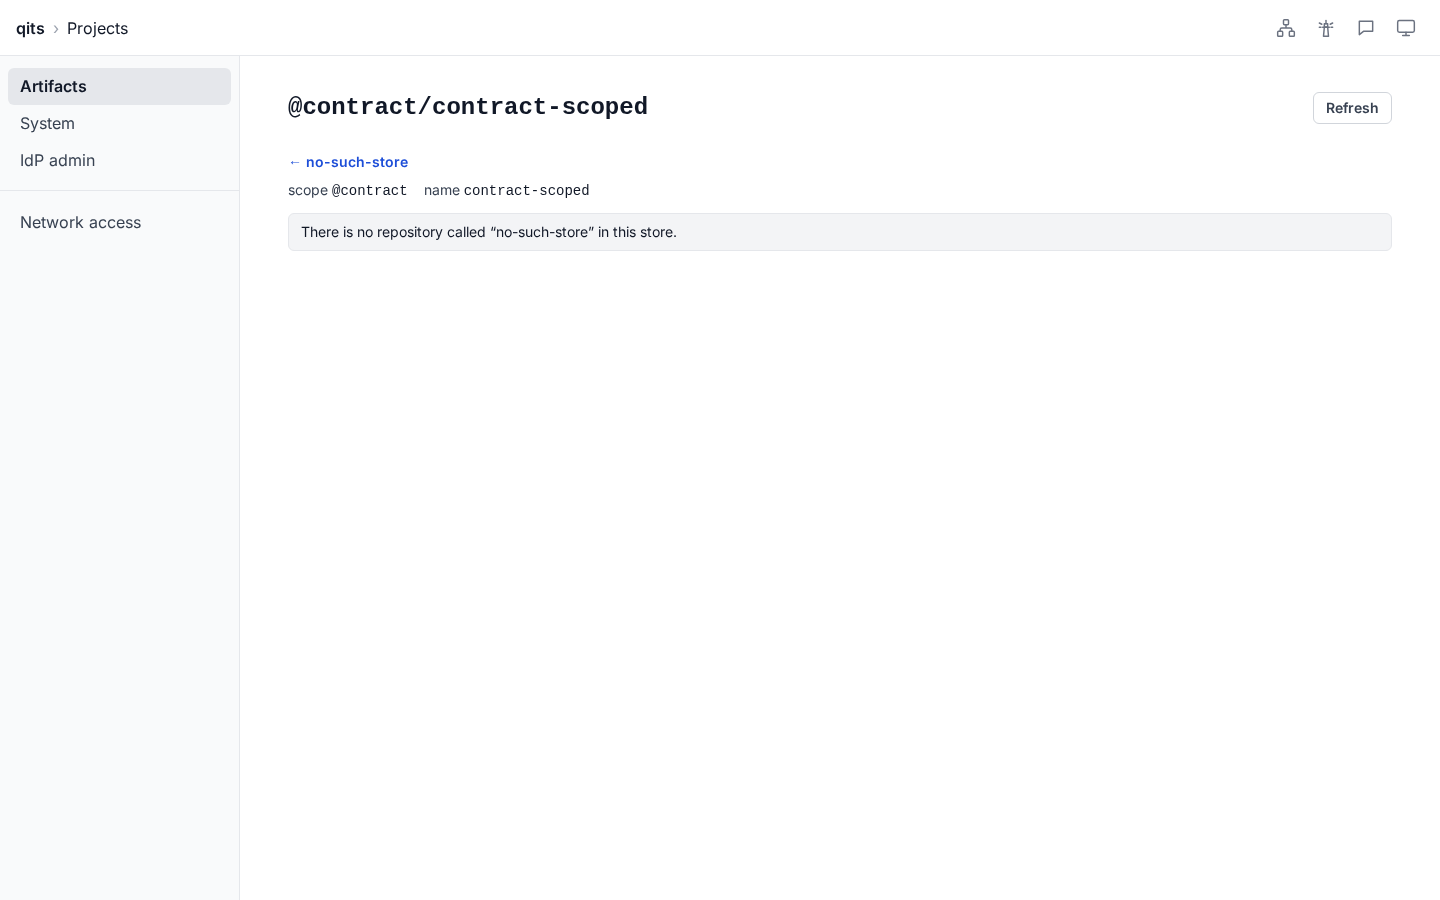 qits › Projects
Artifacts
System
IdP admin
Network access
@contract/contract-scoped
Refresh
← no-such-store
scope @contract name contract-scoped
There is no repository called “no-such-store” in this store.